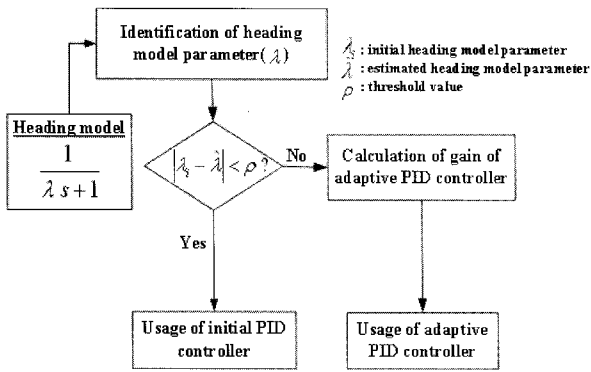 Identification of heading
model parameter(λ)
λₛ : initial heading model parameter
λ̂ : estimated heading model parameter
ρ : threshold value
Heading model
1
λ s+1
|λₛ − λ̂| < ρ ?
No
Calculation of gain of
adaptive PID controller
Yes
Usage of initial PID
controller
Usage of adaptive
PID controller